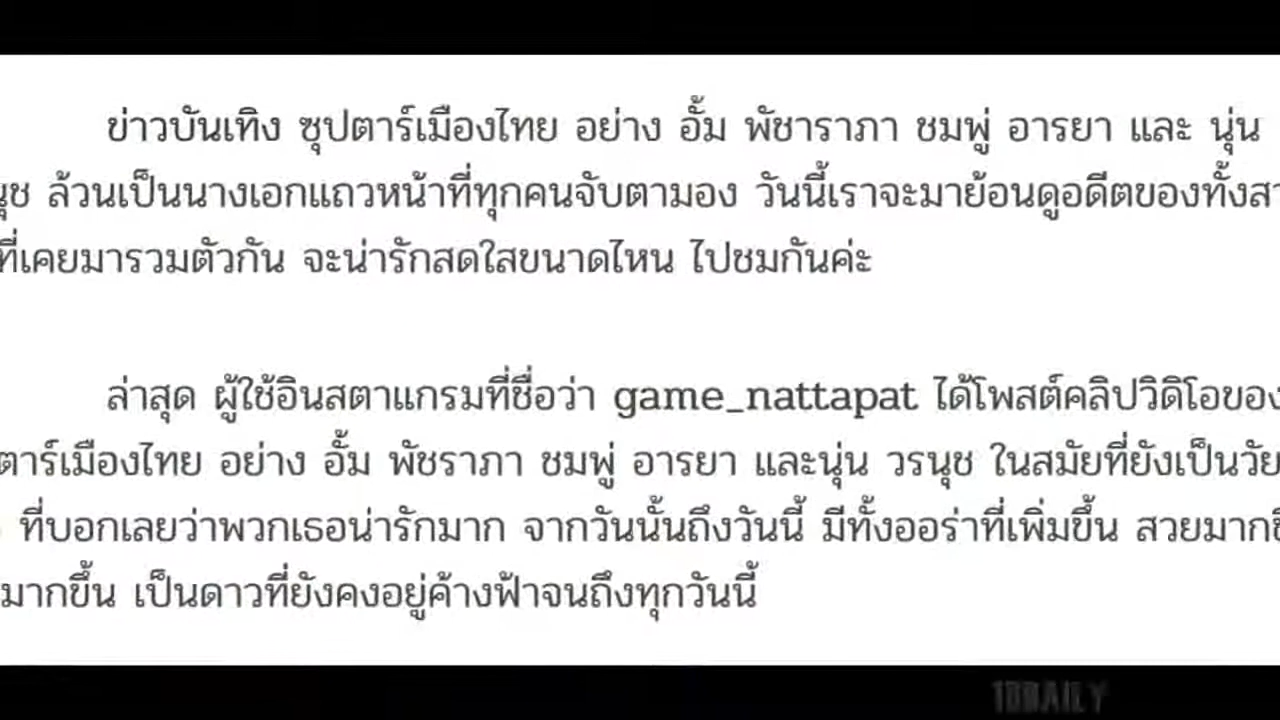 ข่าวบันเทิง ซุปตาร์เมืองไทย อย่าง อั้ม พัชาราภา ชมพู่ อารยา และ นุ่น
นุช ล้วนเป็นนางเอกแถวหน้าที่ทุกคนจับตามอง วันนี้เราจะมาย้อนดูอดีตของทั้งสา
ที่เคยมารวมตัวกัน จะน่ารักสดใสขนาดไหน ไปชมกันค่ะ
ล่าสุด ผู้ใช้อินสตาแกรมที่ชื่อว่า game_nattapat ได้โพสต์คลิปวิดิโอของ
ตาร์เมืองไทย อย่าง อั้ม พัชราภา ชมพู่ อารยา และนุ่น วรนุช ในสมัยที่ยังเป็นวัย
ที่บอกเลยว่าพวกเธอน่ารักมาก จากวันนั้นถึงวันนี้ มีทั้งออร่าที่เพิ่มขึ้น สวยมาก
มากขึ้น เป็นดาวที่ยังคงอยู่ค้างฟ้าจนถึงทุกวันนี้